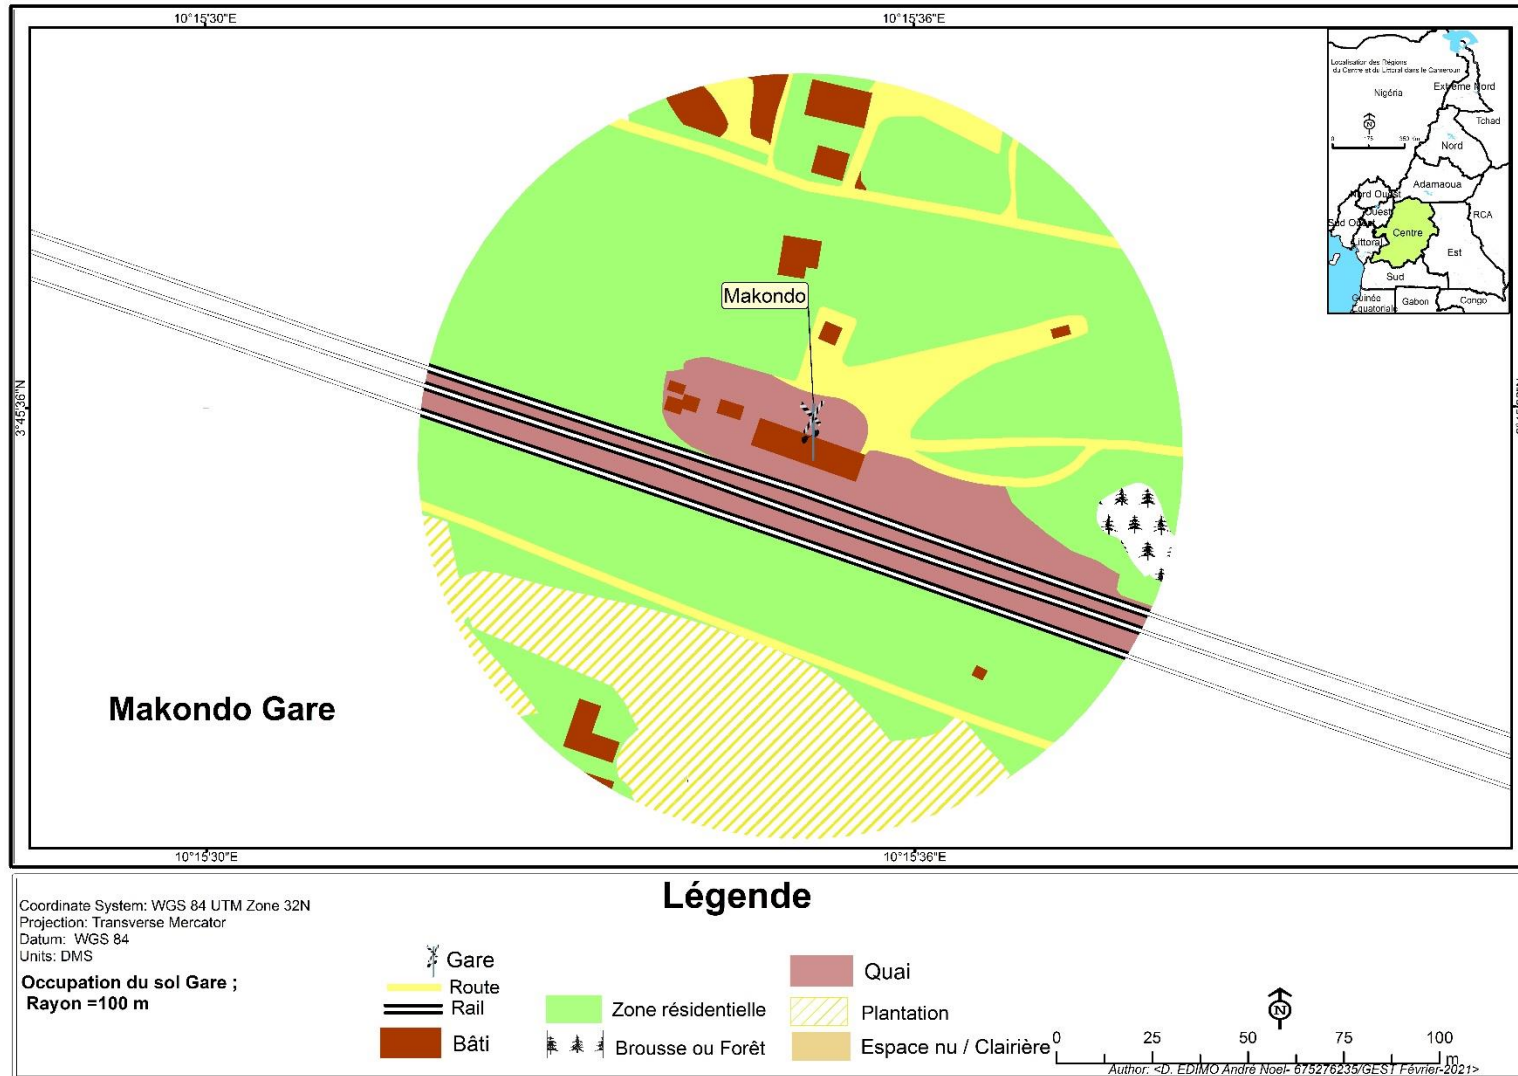 10°15'30"E
10°15'36"E
Localisation des Régions
du Centre et du Littoral dans le Cameroun
Nigéria
Extrême Nord
Tchad
0 75 350 Km
N
Nord
Adamaoua
Nord Ouest
Ouest
Sud Ouest
Littoral
Centre
RCA
Est
Sud
Guinée
Equatoriale
Gabon
Congo
Makondo
3°45'36"N
Makondo Gare
10°15'30"E
10°15'36"E
Légende
Coordinate System: WGS 84 UTM Zone 32N
Projection: Transverse Mercator
Datum: WGS 84
Units: DMS
Occupation du sol Gare ;
Rayon =100 m
Gare
Route
Rail
Bâti
Zone résidentielle
Brousse ou Forêt
Quai
Plantation
Espace nu / Clairière
N
0 25 50 75 100
m
Author: <D. EDIMO André Noel- 675276235/GEST Février-2021>